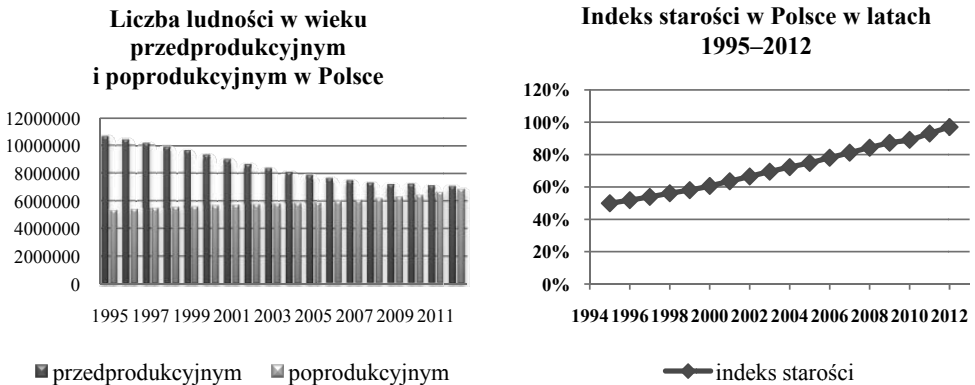 Liczba ludności w wieku
przedprodukcyjnym
i poprodukcyjnym w Polsce
12000000
10000000
8000000
6000000
4000000
2000000
0
1995 1997 1999 2001 2003 2005 2007 2009 2011
przedprodukcyjnym poprodukcyjnym
Indeks starości w Polsce w latach
1995–2012
120%
100%
80%
60%
40%
20%
0%
1994 1996 1998 2000 2002 2004 2006 2008 2010 2012
indeks starości